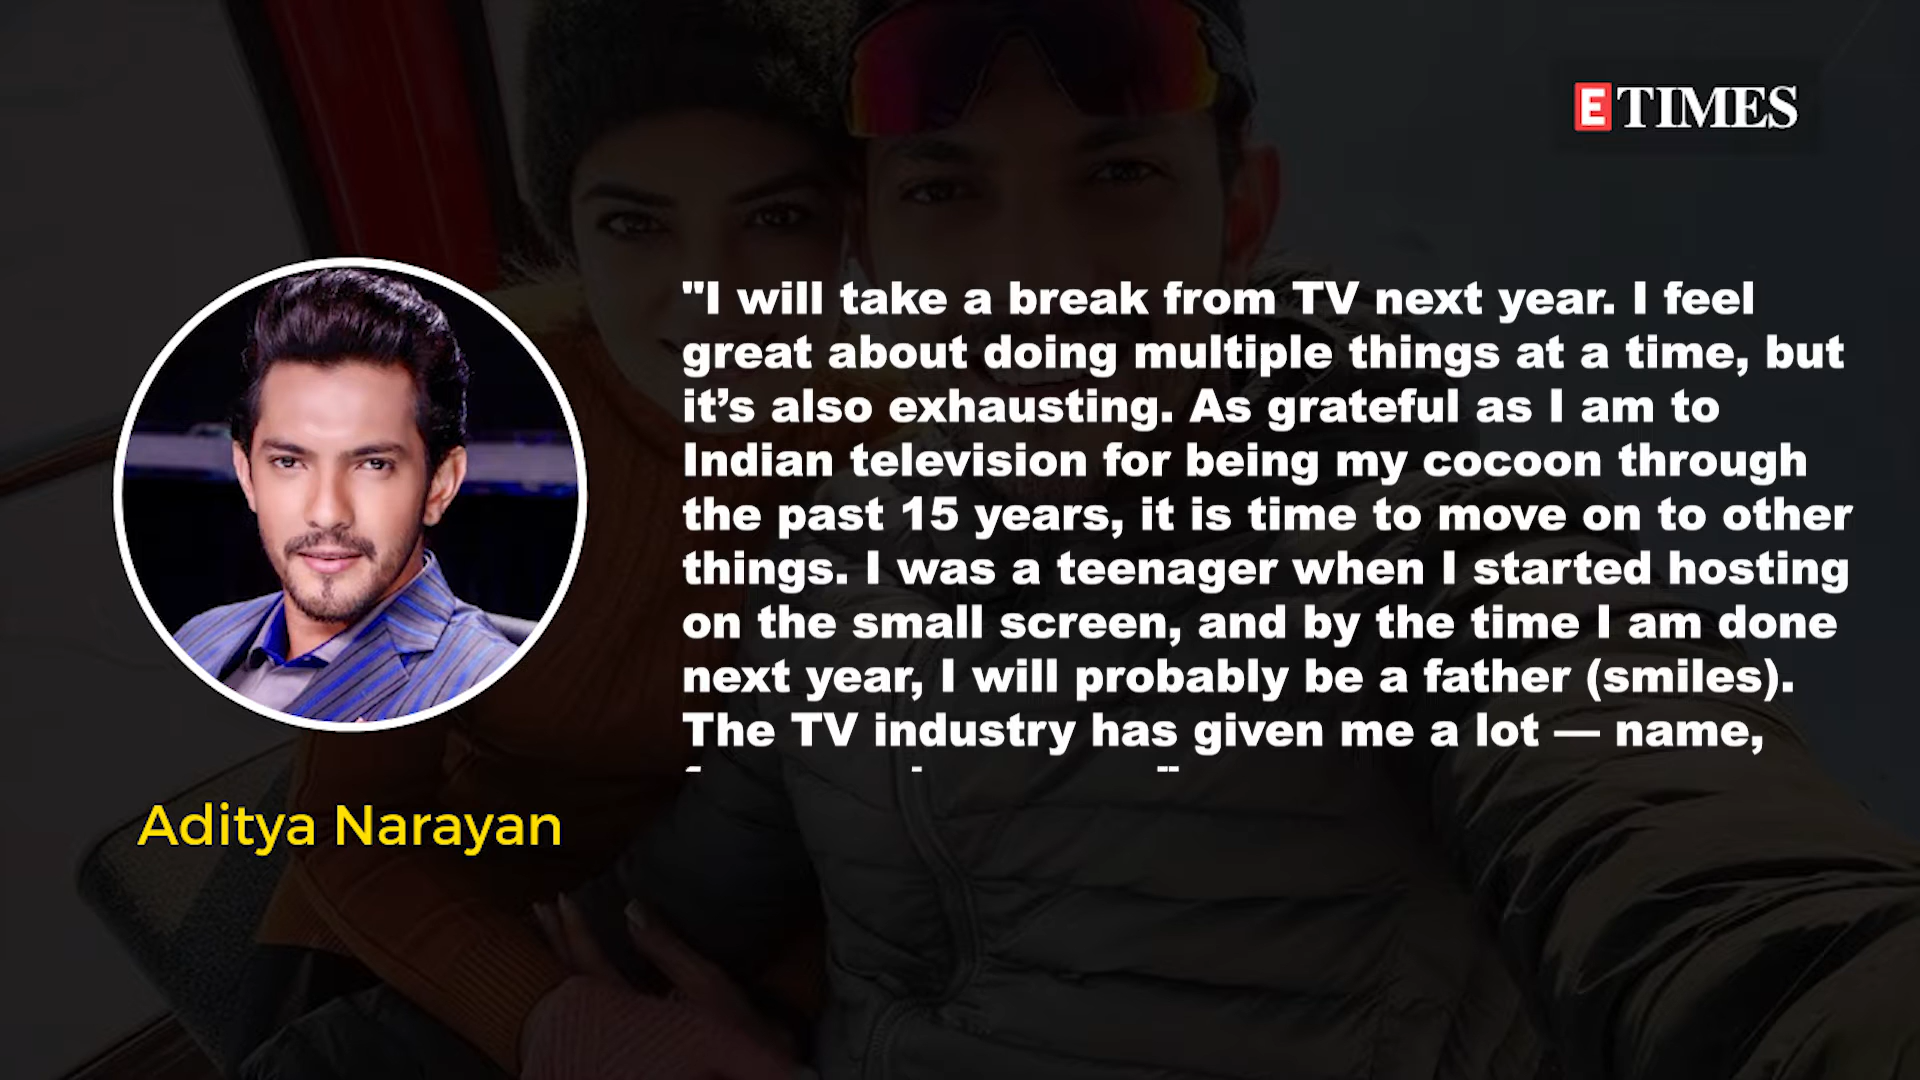 E TIMES
"I will take a break from TV next year. I feel
great about doing multiple things at a time, but
it’s also exhausting. As grateful as I am to
Indian television for being my cocoon through
the past 15 years, it is time to move on to other
things. I was a teenager when I started hosting
on the small screen, and by the time I am done
next year, I will probably be a father (smiles).
The TV industry has given me a lot — name,
Aditya Narayan